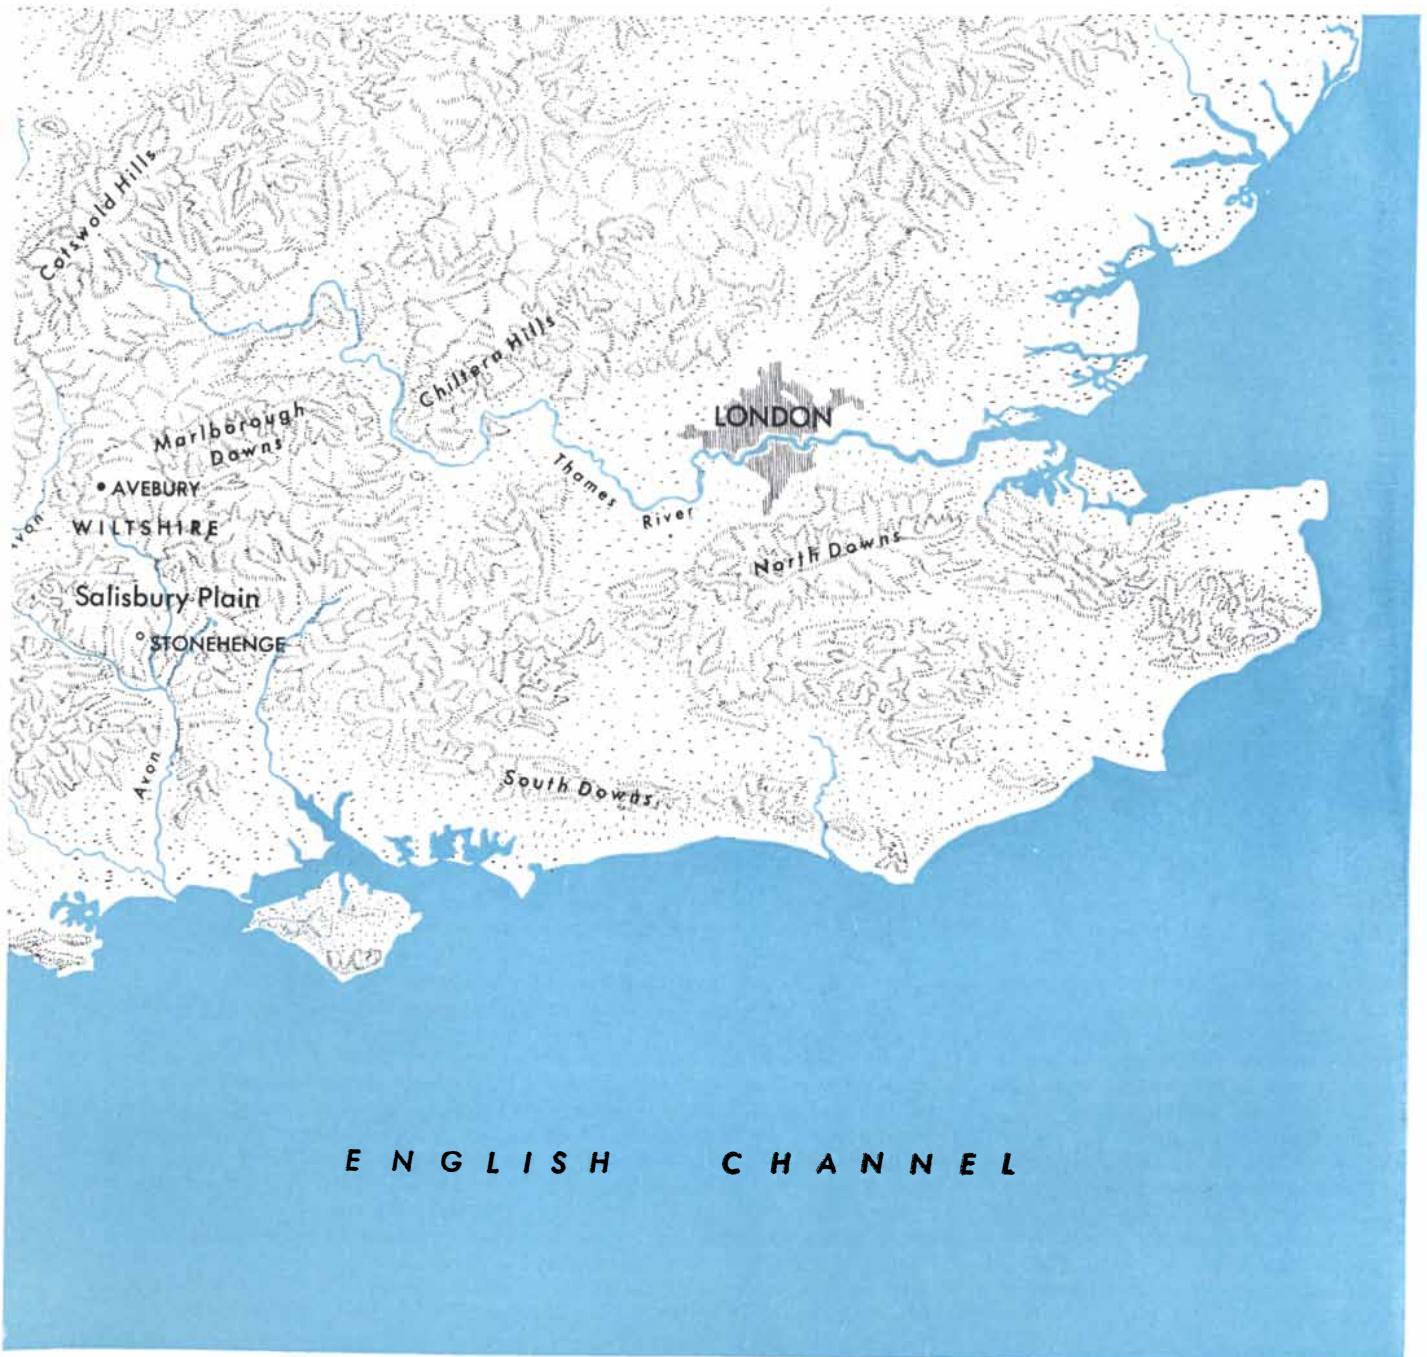 Cotswold Hills
Chiltern Hills
LONDON
Marlborough
Downs
Thames
River
AVEBURY
WILTSHIRE
von
North Downs
Salisbury Plain
STONEHENGE
Avon
South Downs
ENGLISH CHANNEL